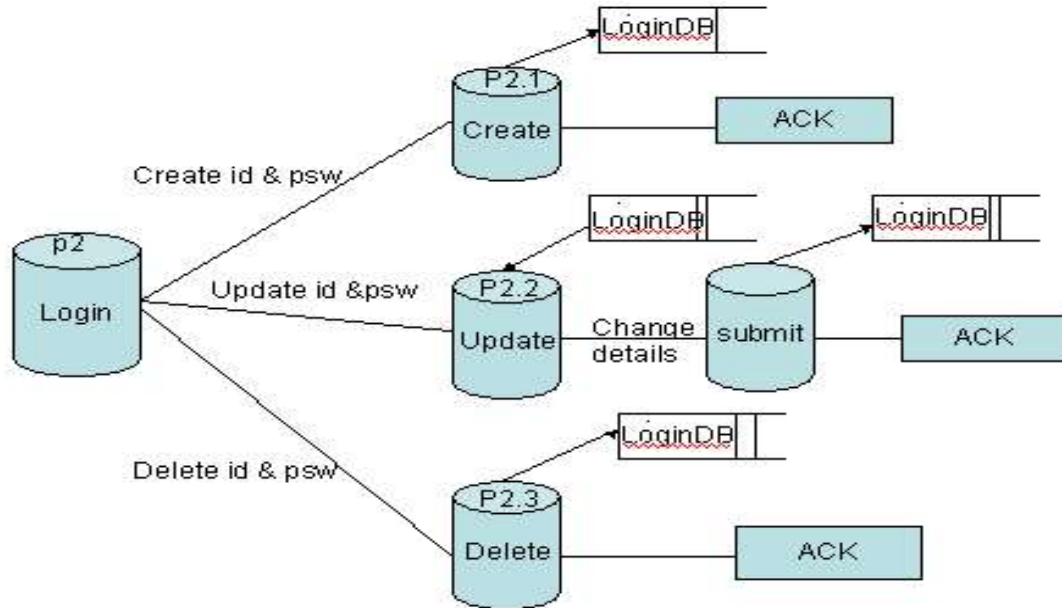 LoginDB
P2.1
Create
ACK
Create id & psw
LoginDB
LoginDB
p2
Login
Update id &psw
P2.2
Update
Change
details
submit
ACK
LoginDB
Delete id & psw
P2.3
Delete
ACK